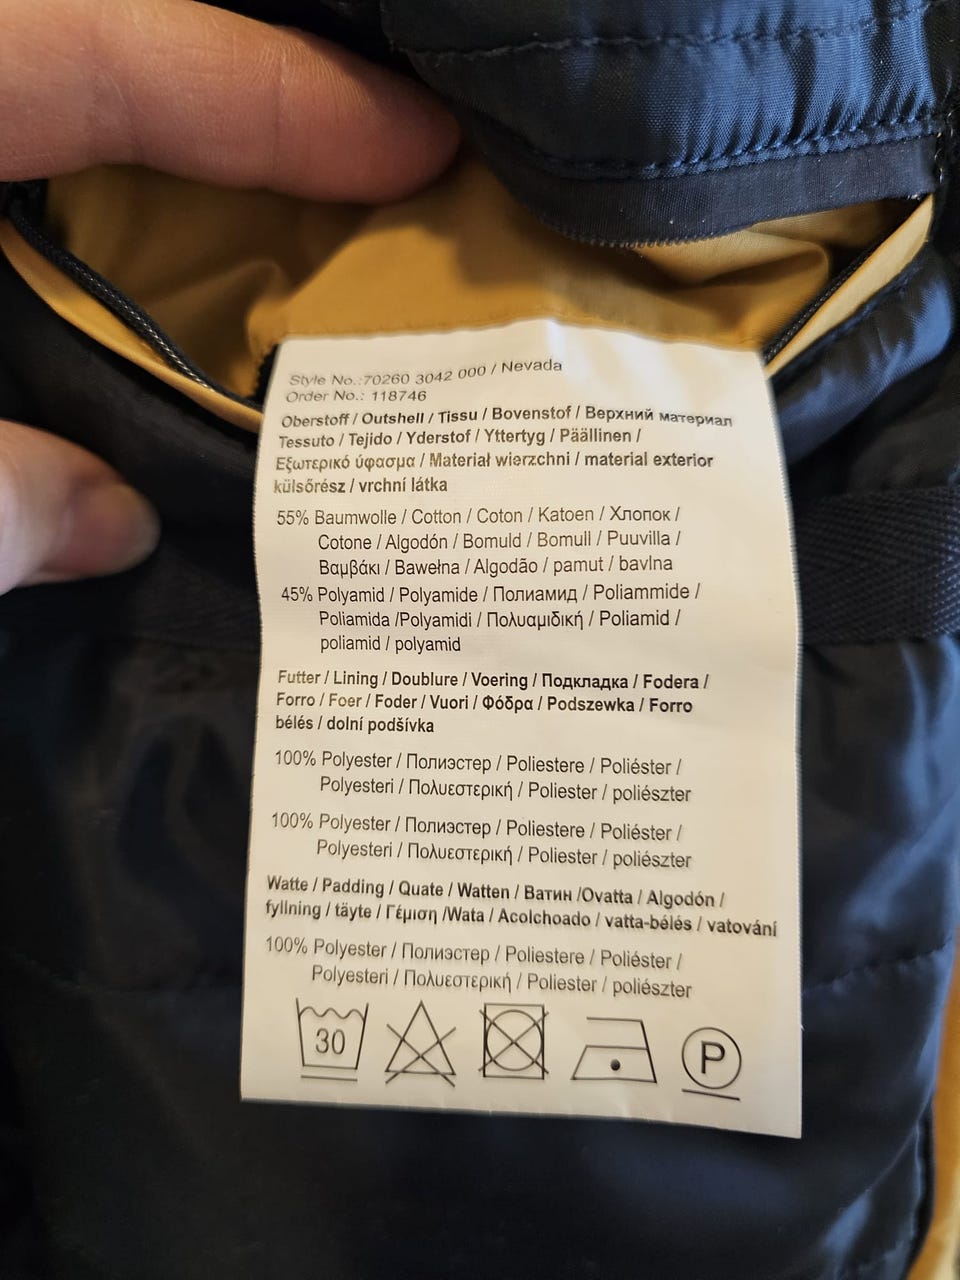 Style No.:70260 3042 000 / Nevada
Order No.: 118746
Oberstoff / Outshell / Tissu / Bovenstof / Верхний материал
Tessuto / Tejido / Yderstof / Yttertyg / Päällinen /
Εξωτερικό ύφασμα / Materiał wierzchni / material exterior
külsőrész / vrchní látka
55% Baumwolle / Cotton / Coton / Katoen / Хлопок /
Cotone / Algodón / Bomuld / Bomull / Puuvilla /
Βαμβάκι / Bawełna / Algodão / pamut / bavlna
45% Polyamid / Polyamide / Полиамид / Poliammide /
Poliamida /Polyamidi / Πολυαμιδική / Poliamid /
poliamid / polyamid
Futter / Lining / Doublure / Voering / Подкладка / Fodera /
Forro / Foer / Foder / Vuori / Φόδρα / Podszewka / Forro
bélés / dolní podšívka
100% Polyester / Полиэстер / Poliestere / Poliéster /
Polyesteri / Πολυεστερική / Poliester / poliészter
100% Polyester / Полиэстер / Poliestere / Poliéster /
Polyesteri / Πολυεστερική / Poliester / poliészter
Watte / Padding / Quate / Watten / Ватин /Ovatta / Algodón /
fyllning / täyte / Γέμιση /Wata / Acolchoado / vatta-bélés / vatování
100% Polyester / Полиэстер / Poliestere / Poliéster /
Polyesteri / Πολυεστερική / Poliester / poliészter
30 P